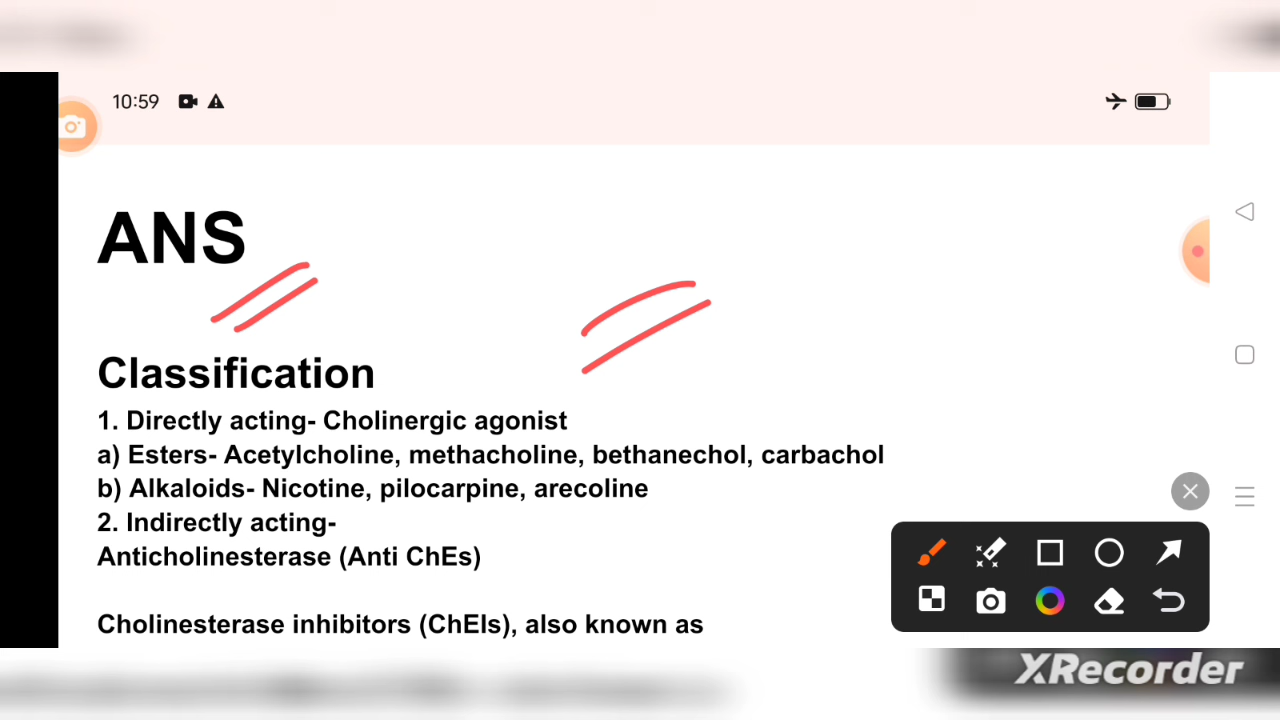 10:59
ANS
Classification
1. Directly acting- Cholinergic agonist
a) Esters- Acetylcholine, methacholine, bethanechol, carbachol
b) Alkaloids- Nicotine, pilocarpine, arecoline
2. Indirectly acting-
Anticholinesterase (Anti ChEs)
Cholinesterase inhibitors (ChEIs), also known as
XRecorder